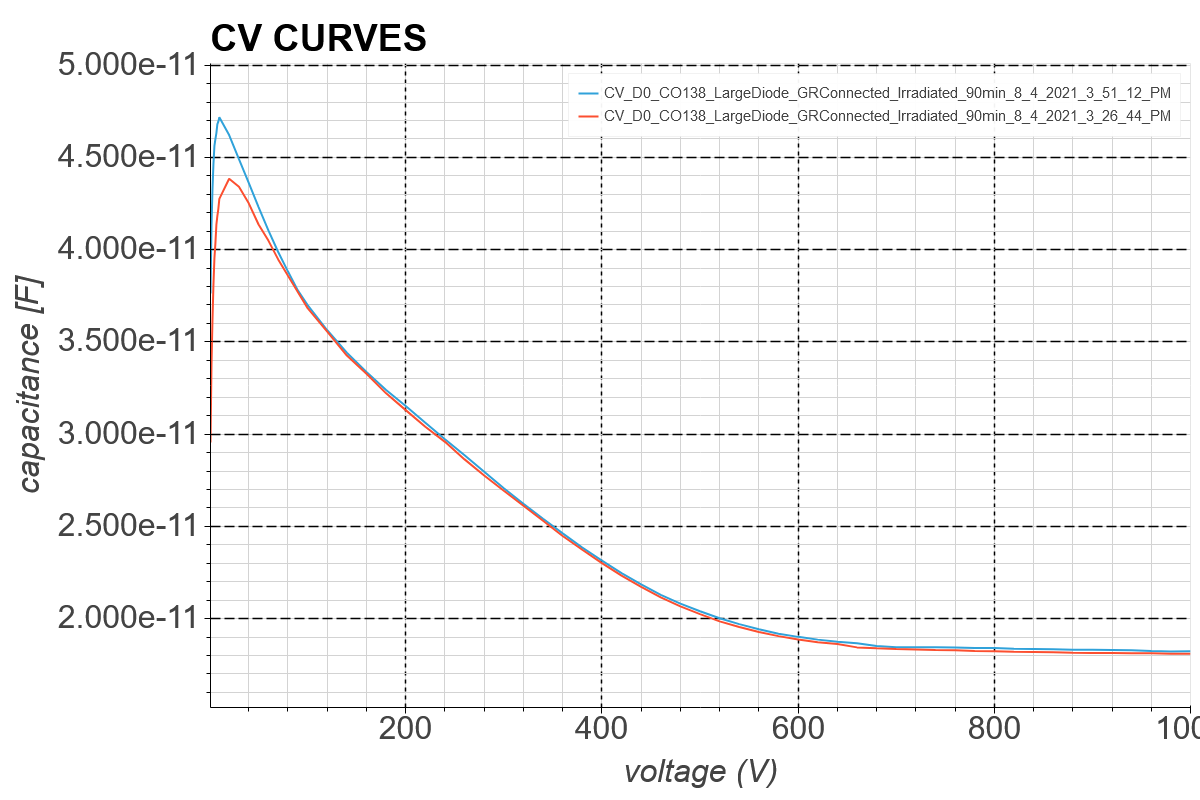 CV CURVES
5.000e-11
CV_D0_CO138_LargeDiode_GRConnected_Irradiated_90min_8_4_2021_3_51_12_PM
CV_D0_CO138_LargeDiode_GRConnected_Irradiated_90min_8_4_2021_3_26_44_PM
4.500e-11
4.000e-11
3.500e-11
3.000e-11
2.500e-11
2.000e-11
capacitance [F]
200 400 600 800 100
voltage (V)